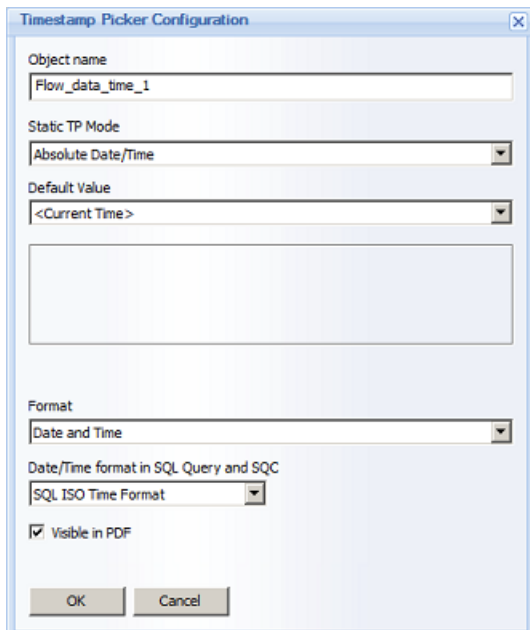 Timestamp Picker Configuration
Object name
Flow_data_time_1
Static TP Mode
Absolute Date/Time
Default Value
<Current Time>
Format
Date and Time
Date/Time format in SQL Query and SQC
SQL ISO Time Format
Visible in PDF
OK Cancel